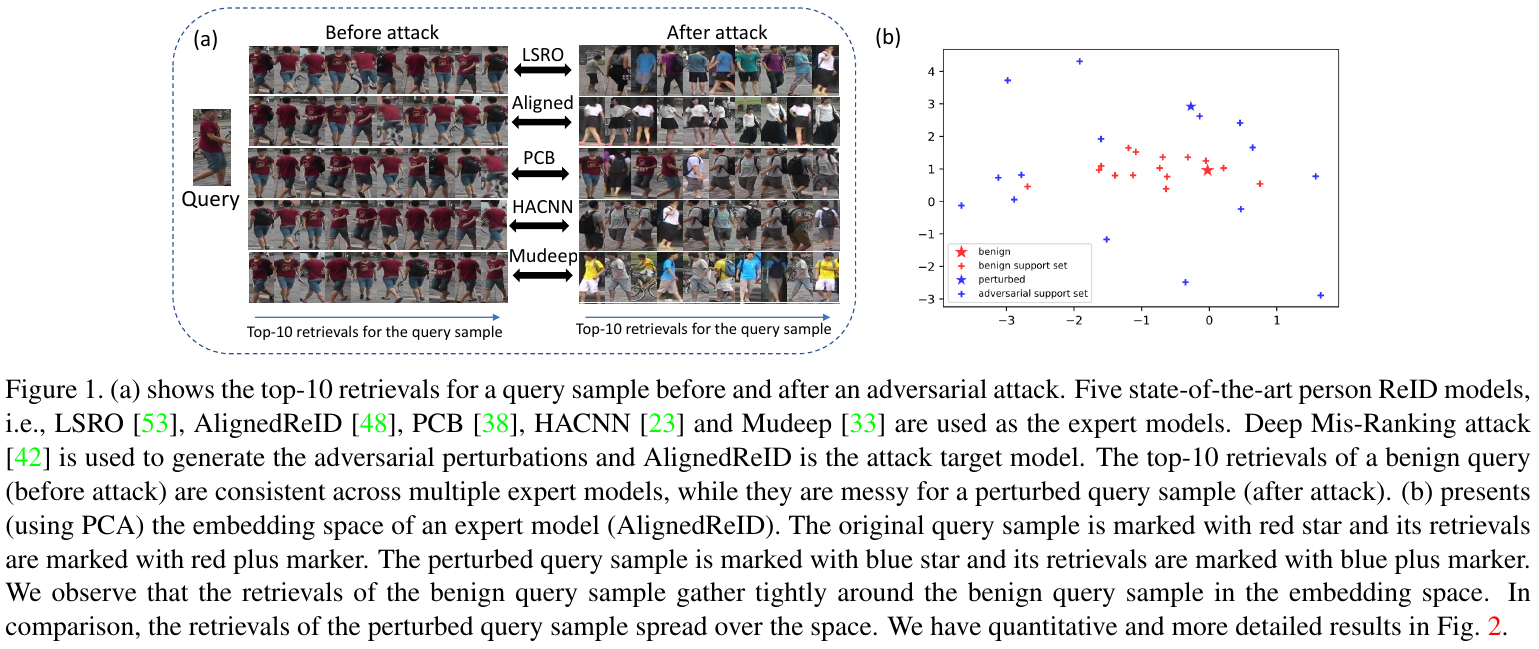 (a)
Before attack
After attack
Query
LSRO
Aligned
PCB
HACNN
Mudeep
Top-10 retrievals for the query sample
Top-10 retrievals for the query sample
(b)
4
3
2
1
0
−1
−2
−3
−3
−2
−1
0
1
benign
benign support set
perturbed
adversarial support set
Figure 1. (a) shows the top-10 retrievals for a query sample before and after an adversarial attack. Five state-of-the-art person ReID models,
i.e., LSRO [53], AlignedReID [48], PCB [38], HACNN [23] and Mudeep [33] are used as the expert models. Deep Mis-Ranking attack
[42] is used to generate the adversarial perturbations and AlignedReID is the attack target model. The top-10 retrievals of a benign query
(before attack) are consistent across multiple expert models, while they are messy for a perturbed query sample (after attack). (b) presents
(using PCA) the embedding space of an expert model (AlignedReID). The original query sample is marked with red star and its retrievals
are marked with red plus marker. The perturbed query sample is marked with blue star and its retrievals are marked with blue plus marker.
We observe that the retrievals of the benign query sample gather tightly around the benign query sample in the embedding space. In
comparison, the retrievals of the perturbed query sample spread over the space. We have quantitative and more detailed results in Fig. 2.